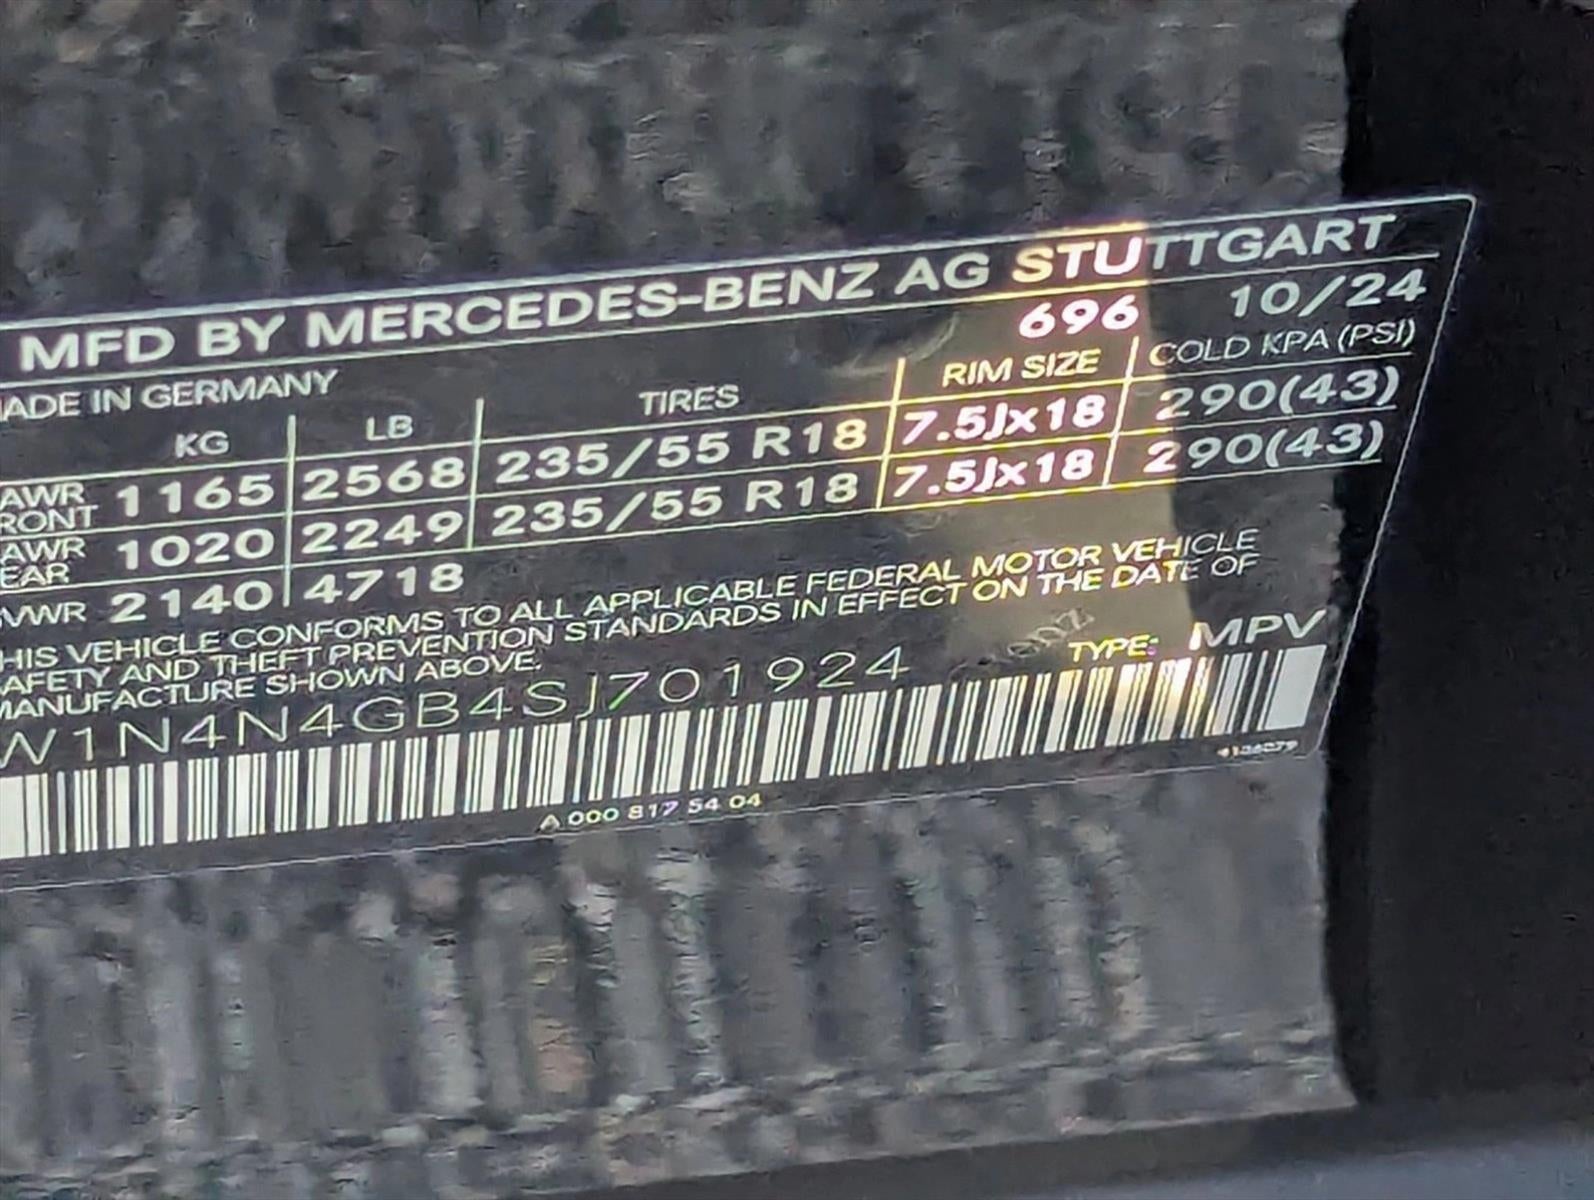 MFD BY MERCEDES-BENZ AG STUTTGART
696 10/24
ADE IN GERMANY
KG LB TIRES RIM SIZE COLD KPA (PSI)
AWR RONT 1165 2568 235/55 R18 7.5Jx18 290(43)
AWR EAR 1020 2249 235/55 R18 7.5Jx18 290(43)
VWR 2140 4718
HIS VEHICLE CONFORMS TO ALL APPLICABLE FEDERAL MOTOR VEHICLE
AFETY AND THEFT PREVENTION STANDARDS IN EFFECT ON THE DATE OF
MANUFACTURE SHOWN ABOVE.
W1N4N4GB4SJ701924 TYPE: MPV
A 000 817 54 04